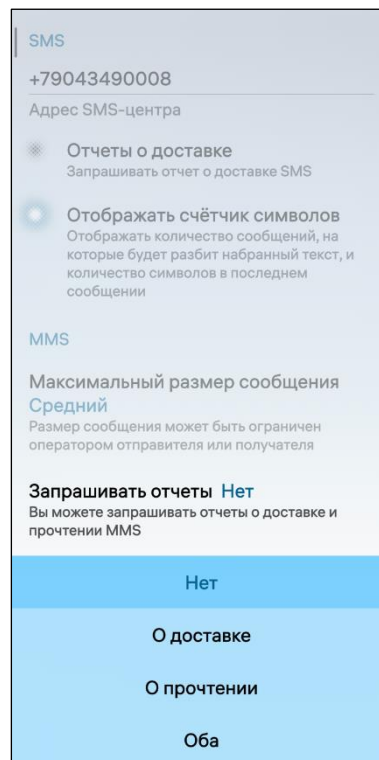 SMS
+79043490008
Адрес SMS-центра
Отчеты о доставке
Запрашивать отчет о доставке SMS
Отображать счётчик символов
Отображать количество сообщений, на
которые будет разбит набранный текст, и
количество символов в последнем
сообщении
MMS
Максимальный размер сообщения
Средний
Размер сообщения может быть ограничен
оператором отправителя или получателя
Запрашивать отчеты Нет
Вы можете запрашивать отчеты о доставке и
прочтении MMS
Нет
О доставке
О прочтении
Оба